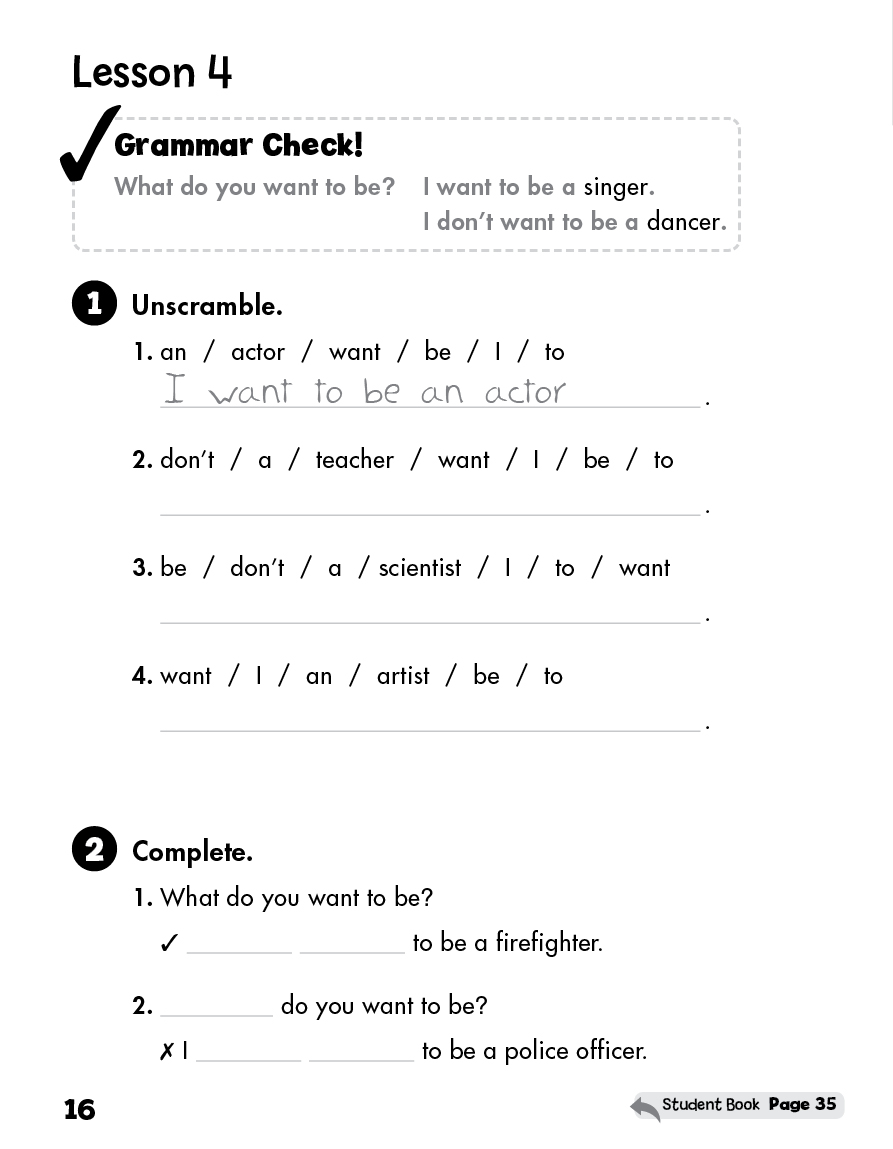 Lesson 4
Grammar Check!
What do you want to be? I want to be a singer.
I don't want to be a dancer.
1 Unscramble.
1. an / actor / want / be / I / to
I want to be an actor .
2. don't / a / teacher / want / I / be / to
.
3. be / don't / a / scientist / I / to / want
.
4. want / I / an / artist / be / to
.
2 Complete.
1. What do you want to be?
✓ ________ ________ to be a firefighter.
2. ________ do you want to be?
✗ I ________ ________ to be a police officer.
16 Student Book Page 35